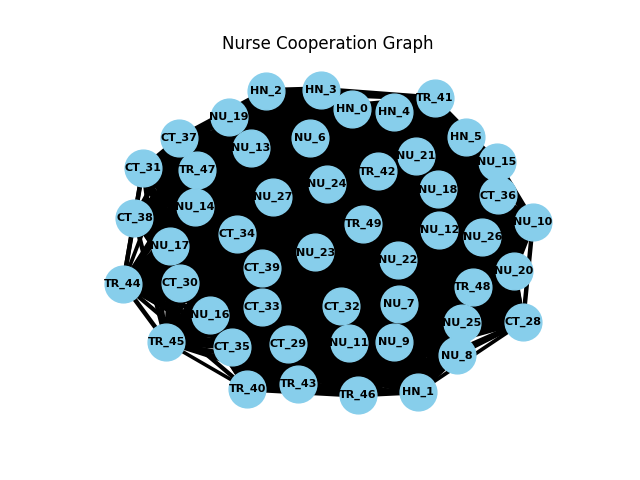 Nurse Cooperation Graph
HN_2
HN_3
TR_41
HN_0
HN_4
NU_19
CT_37
NU_6
HN_5
NU_13
NU_21
NU_15
CT_31
TR_47
TR_42
NU_24
NU_18
CT_36
NU_27
NU_14
CT_38
TR_49
NU_10
CT_34
NU_12
NU_26
NU_17
NU_23
NU_22
CT_39
NU_20
TR_44
CT_30
TR_48
CT_33
CT_32
NU_7
NU_16
NU_25
CT_28
TR_45
CT_35
CT_29
NU_11
NU_9
NU_8
TR_40
TR_43
TR_46
HN_1